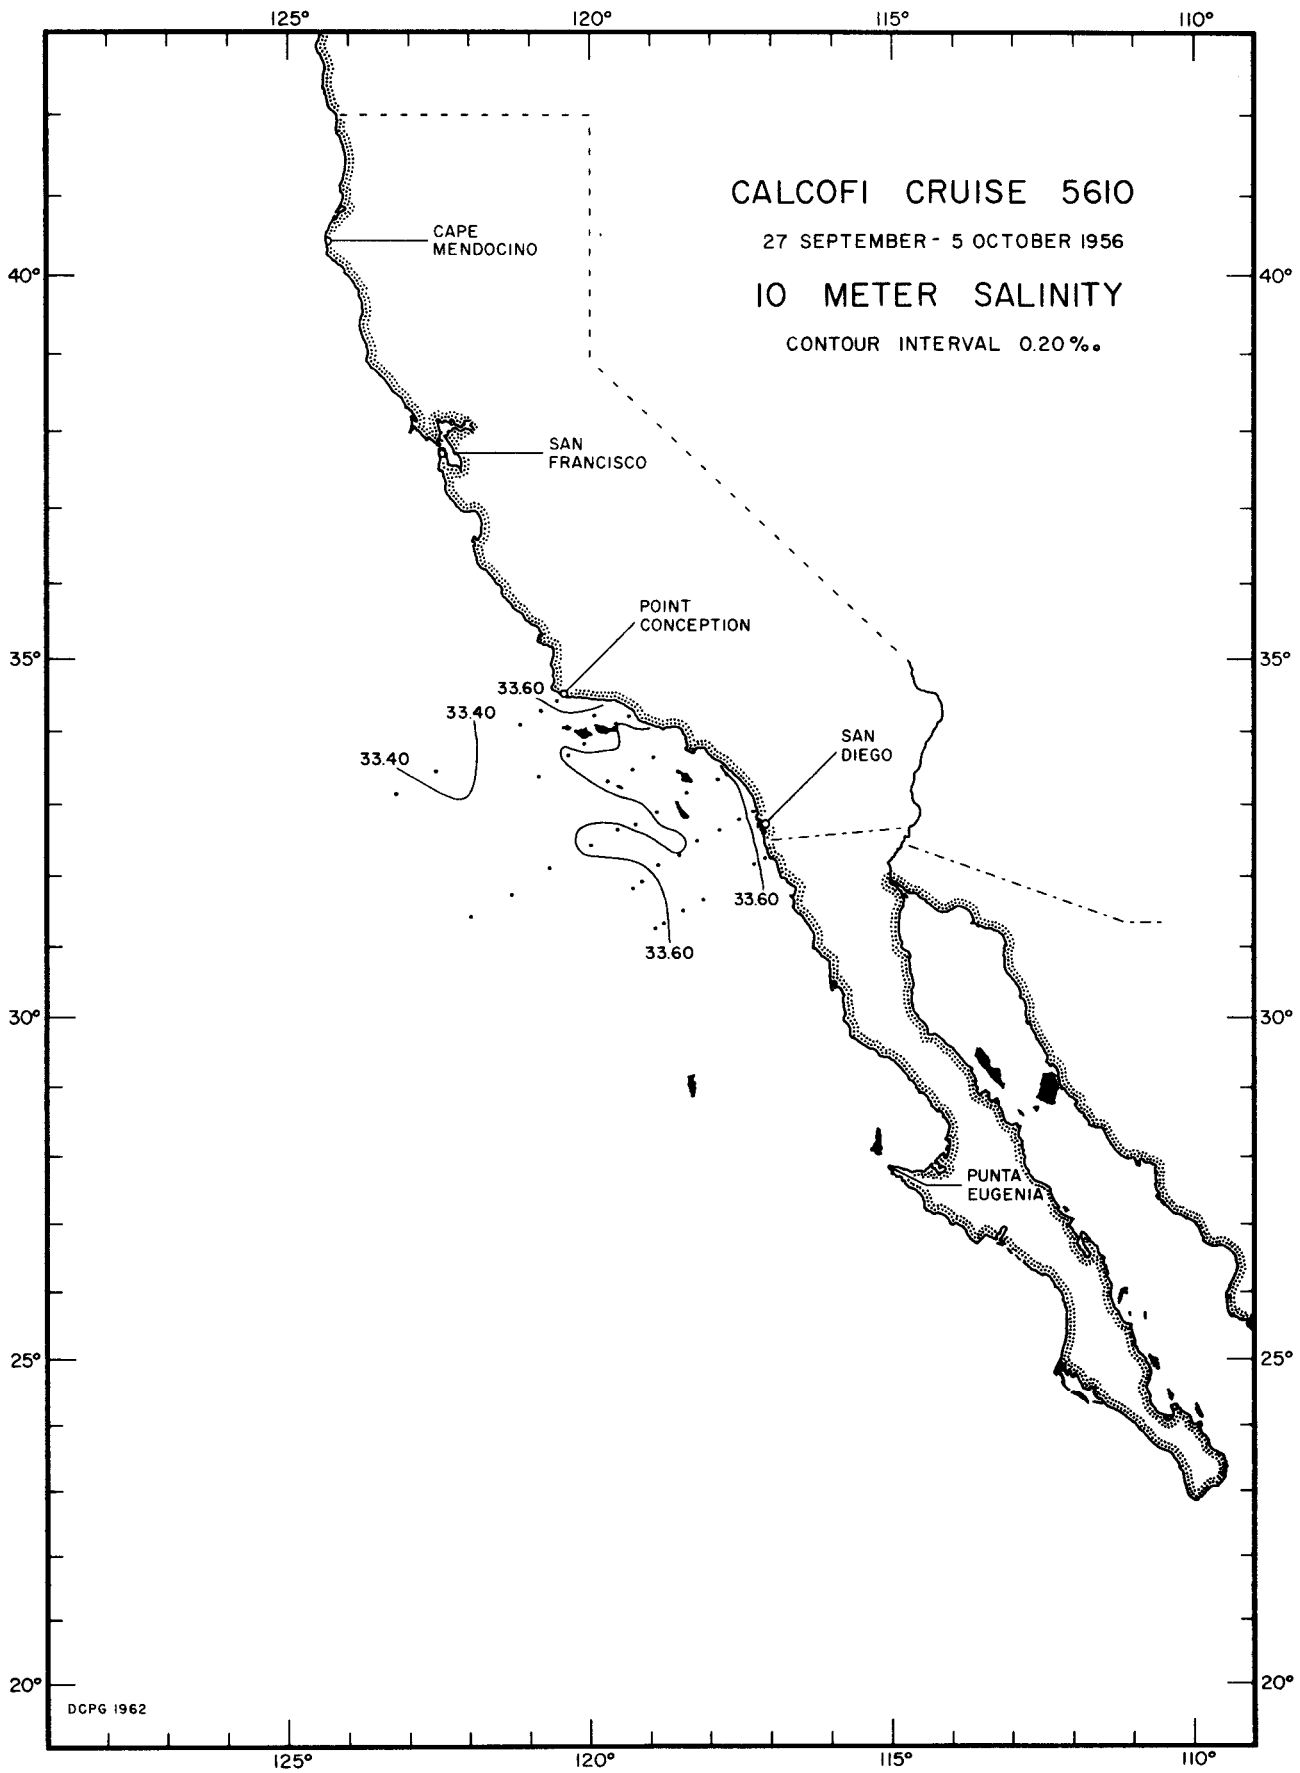 125° 120° 115° 110°
CALCOFI CRUISE 5610
27 SEPTEMBER - 5 OCTOBER 1956
CAPE
MENDOCINO
40° 40°
10 METER SALINITY
CONTOUR INTERVAL 0.20‰
SAN
FRANCISCO
POINT
CONCEPTION
35° 35°
33.60
33.40
33.40
SAN
DIEGO
33.60
33.60
30° 30°
PUNTA
EUGENIA
25° 25°
20° 20°
DCPG 1962
125° 120° 115° 110°